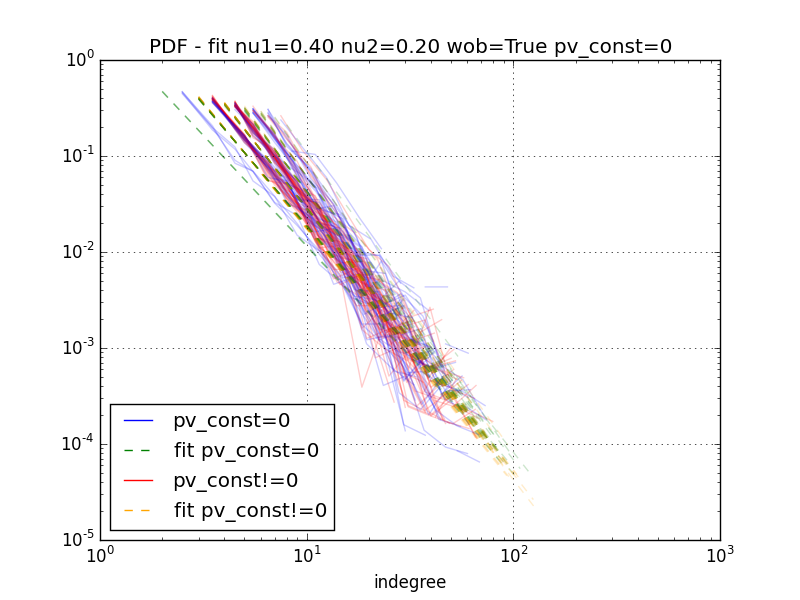 PDF - fit nu1=0.40 nu2=0.20 wob=True pv_const=0
10^0
10^-1
10^-2
10^-3
10^-4
10^-5
pv_const=0
fit pv_const=0
pv_const!=0
fit pv_const!=0
10^0 10^1 10^2 10^3
indegree